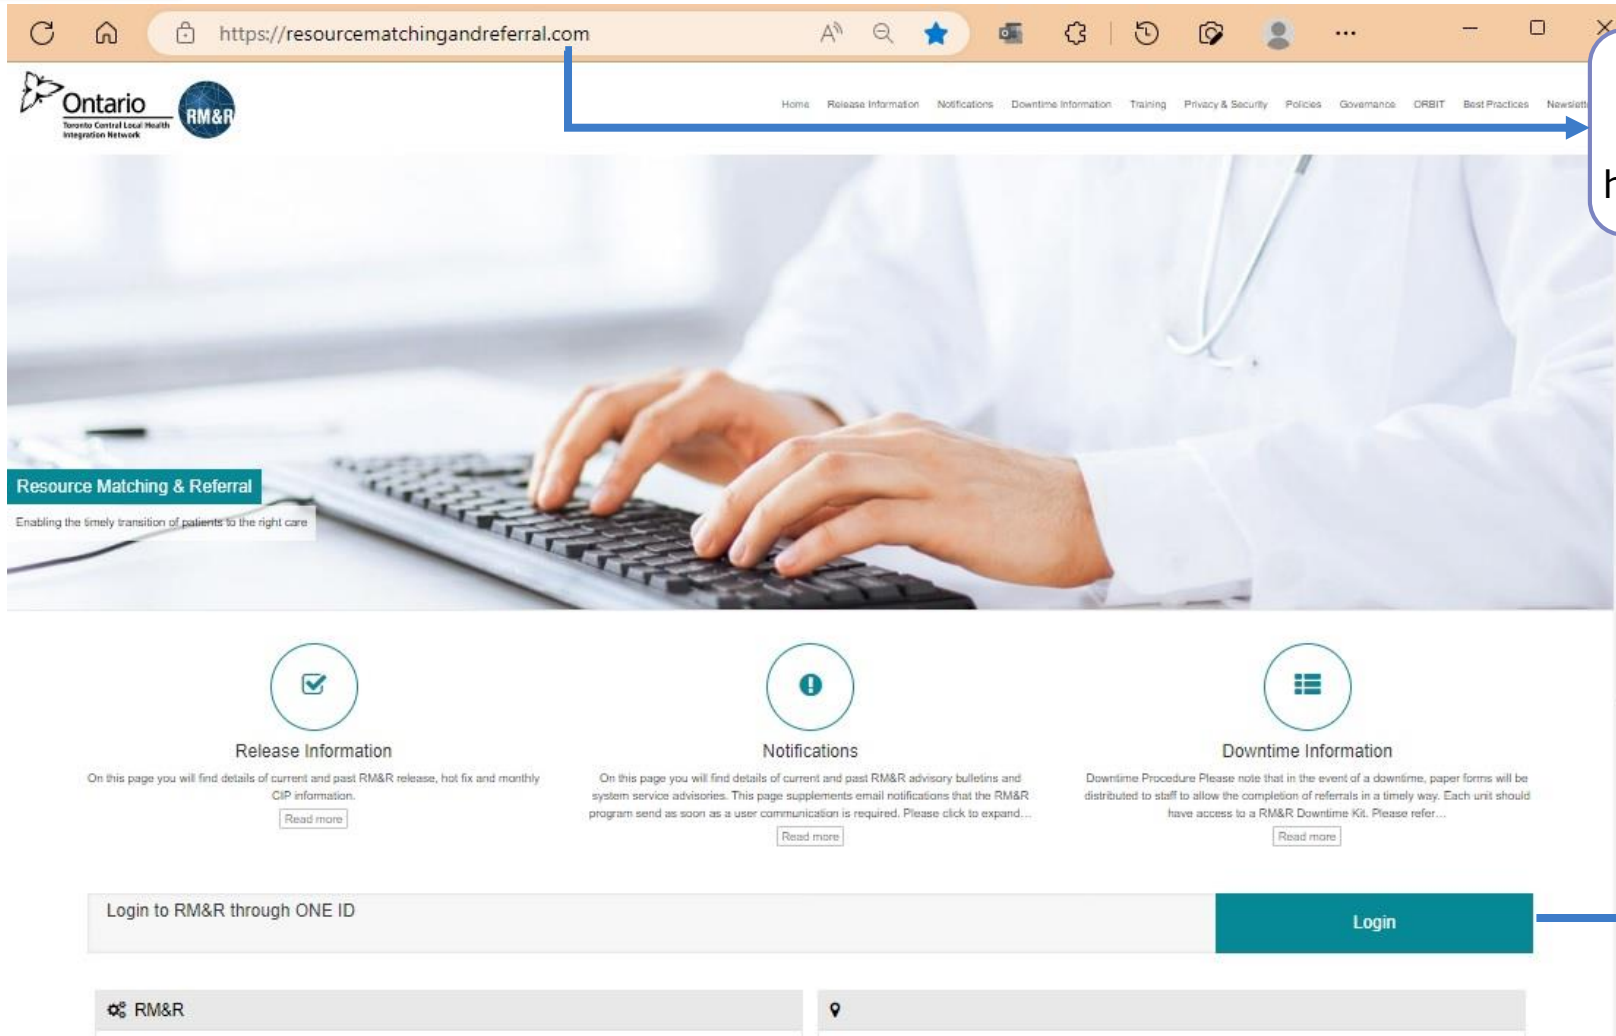 https://resourcematchingandreferral.com
Ontario
Toronto Central Local Health
Integration Network
RM&R
Home Release Information Notifications Downtime Information Training Privacy & Security Policies Governance ORBIT Best Practices
h
Resource Matching & Referral
Enabling the timely transition of patients to the right care
Release Information
On this page you will find details of current and past RM&R release, hot fix and monthly
CIP information.
Read more
Notifications
On this page you will find details of current and past RM&R advisory bulletins and
system service advisories. This page supplements email notifications that the RM&R
program send as soon as a user communication is required. Please click to expand...
Read more
Downtime Information
Downtime Procedure Please note that in the event of a downtime, paper forms will be
distributed to staff to allow the completion of referrals in a timely way. Each unit should
have access to a RM&R Downtime Kit. Please refer...
Read more
Login to RM&R through ONE ID
Login
RM&R